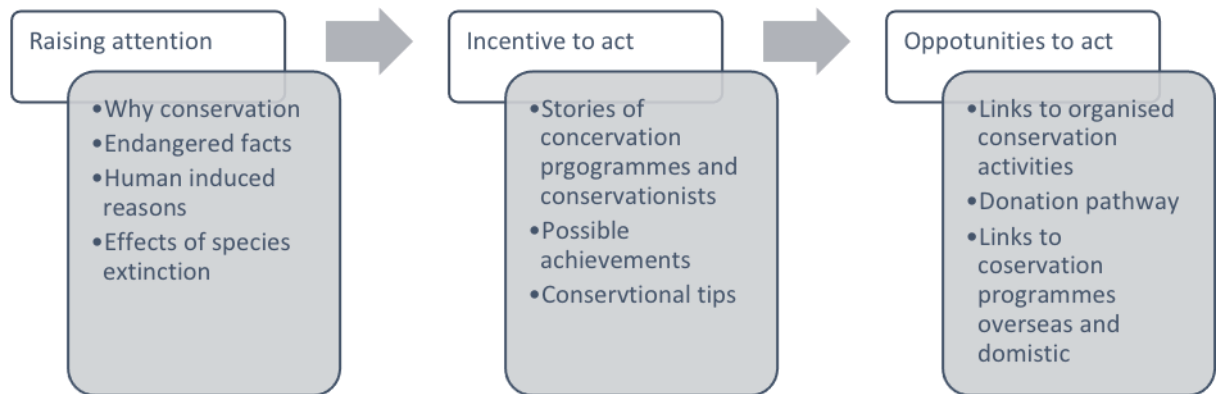 Raising attention
•Why conservation
•Endangered facts
•Human induced
reasons
•Effects of species
extinction
Incentive to act
•Stories of
concervation
prgogrammes and
conservationists
•Possible
achievements
•Conservtional tips
Oppotunities to act
•Links to organised
conservation
activities
•Donation pathway
•Links to
coservation
programmes
overseas and
domistic